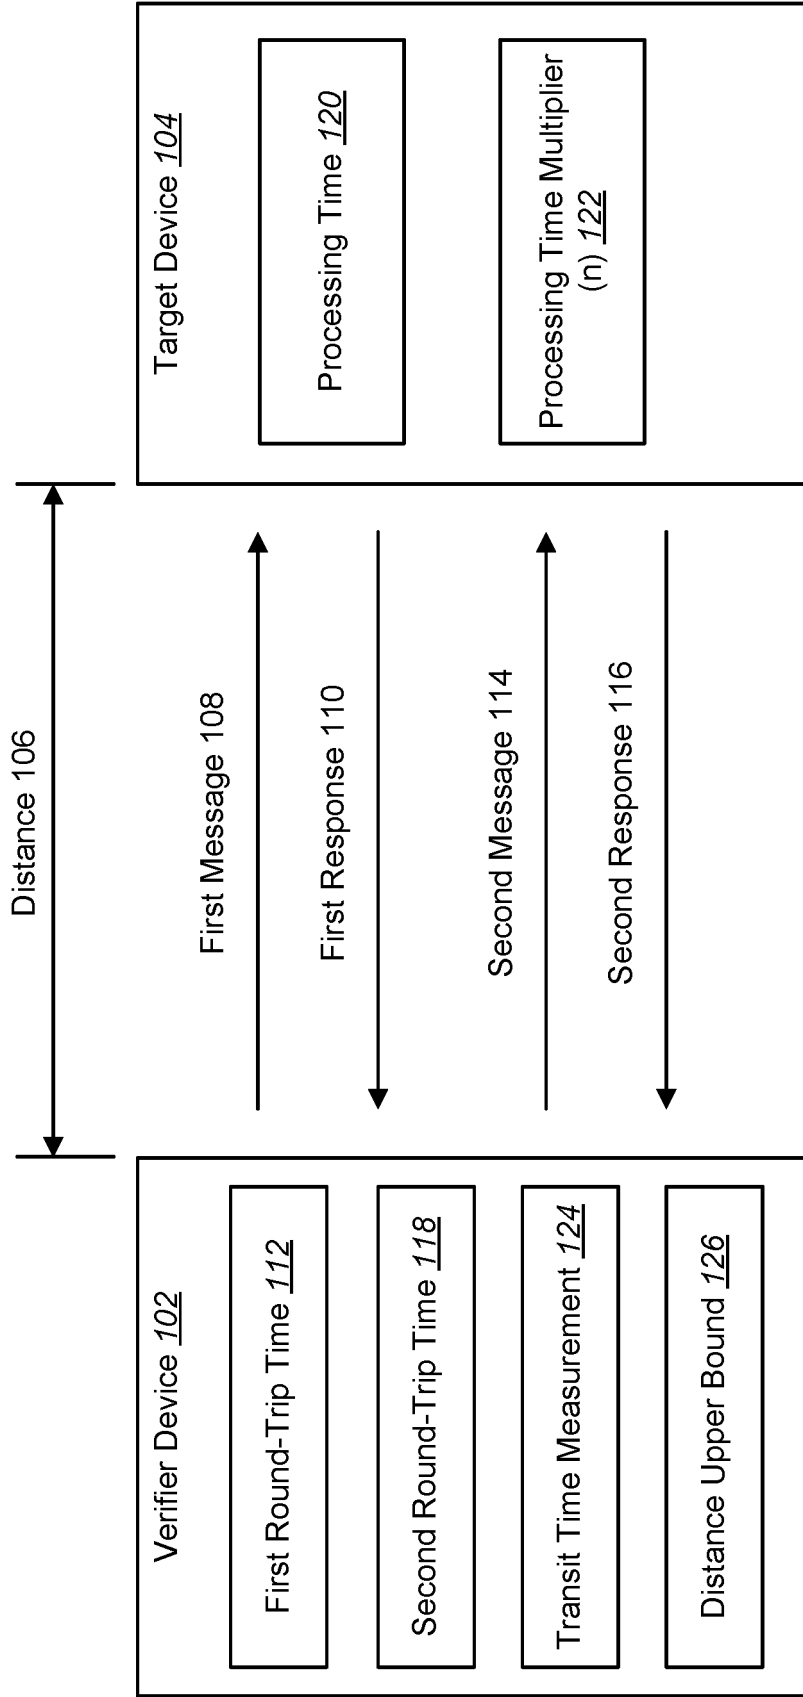 Distance 106
Verifier Device 102
First Round-Trip Time 112
Second Round-Trip Time 118
Transit Time Measurement 124
Distance Upper Bound 126
First Message 108
First Response 110
Second Message 114
Second Response 116
Target Device 104
Processing Time 120
Processing Time Multiplier
(n) 122